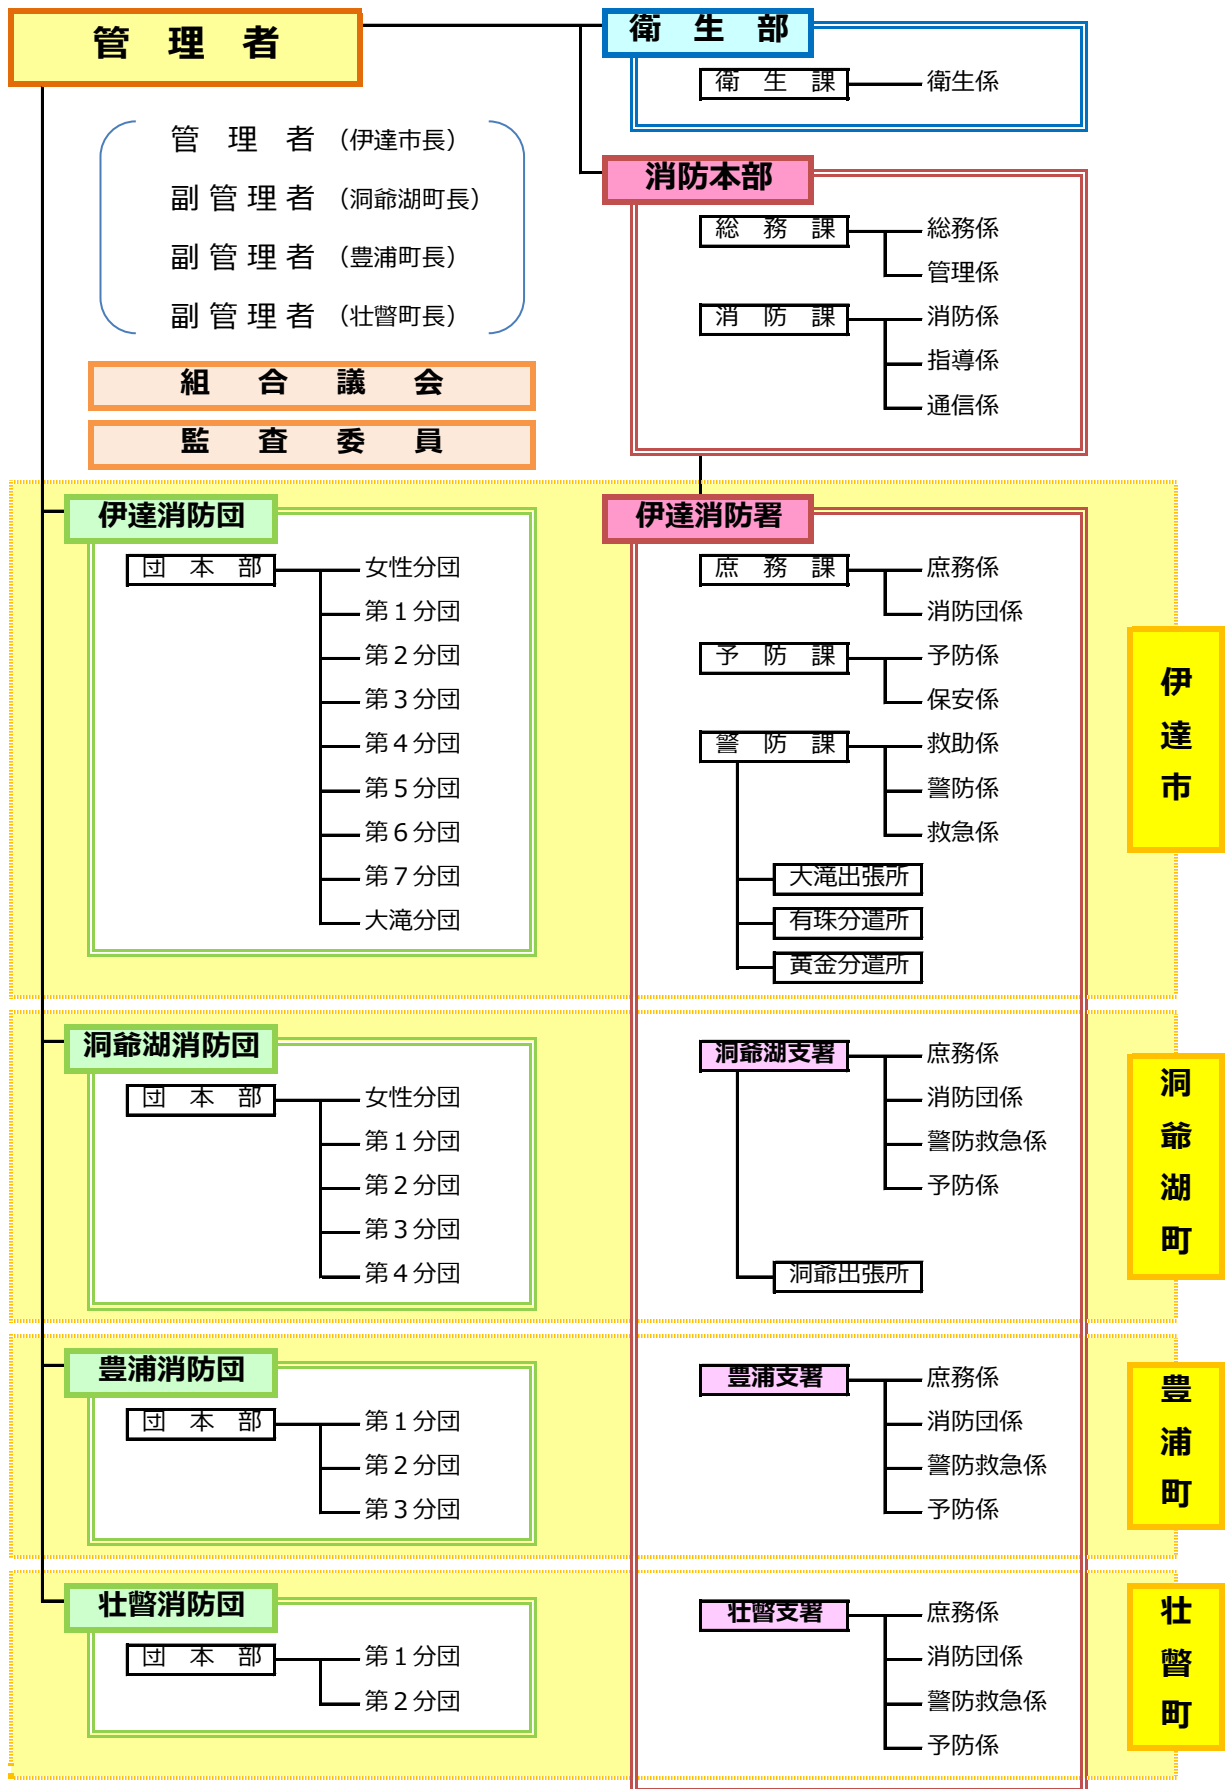 管　理　者
管　理　者（伊達市長）
副管理者（洞爺湖町長）
副管理者（豊浦町長）
副管理者（壮瞥町長）
組　合　議　会
監　査　委　員
衛　生　部
衛　生　課
衛生係
消防本部
総　務　課
総務係
管理係
消　防　課
消防係
指導係
通信係
伊達消防団
団　本　部
女性分団
第１分団
第２分団
第３分団
第４分団
第５分団
第６分団
第７分団
大滝分団
伊達消防署
庶　務　課
庶務係
消防団係
予　防　課
予防係
保安係
警　防　課
救助係
警防係
救急係
大滝出張所
有珠分遣所
黄金分遣所
伊達市
洞爺湖消防団
団　本　部
女性分団
第１分団
第２分団
第３分団
第４分団
洞爺湖支署
庶務係
消防団係
警防救急係
予防係
洞爺出張所
洞爺湖町
豊浦消防団
団　本　部
第１分団
第２分団
第３分団
豊浦支署
庶務係
消防団係
警防救急係
予防係
豊浦町
壮瞥消防団
団　本　部
第１分団
第２分団
壮瞥支署
庶務係
消防団係
警防救急係
予防係
壮瞥町